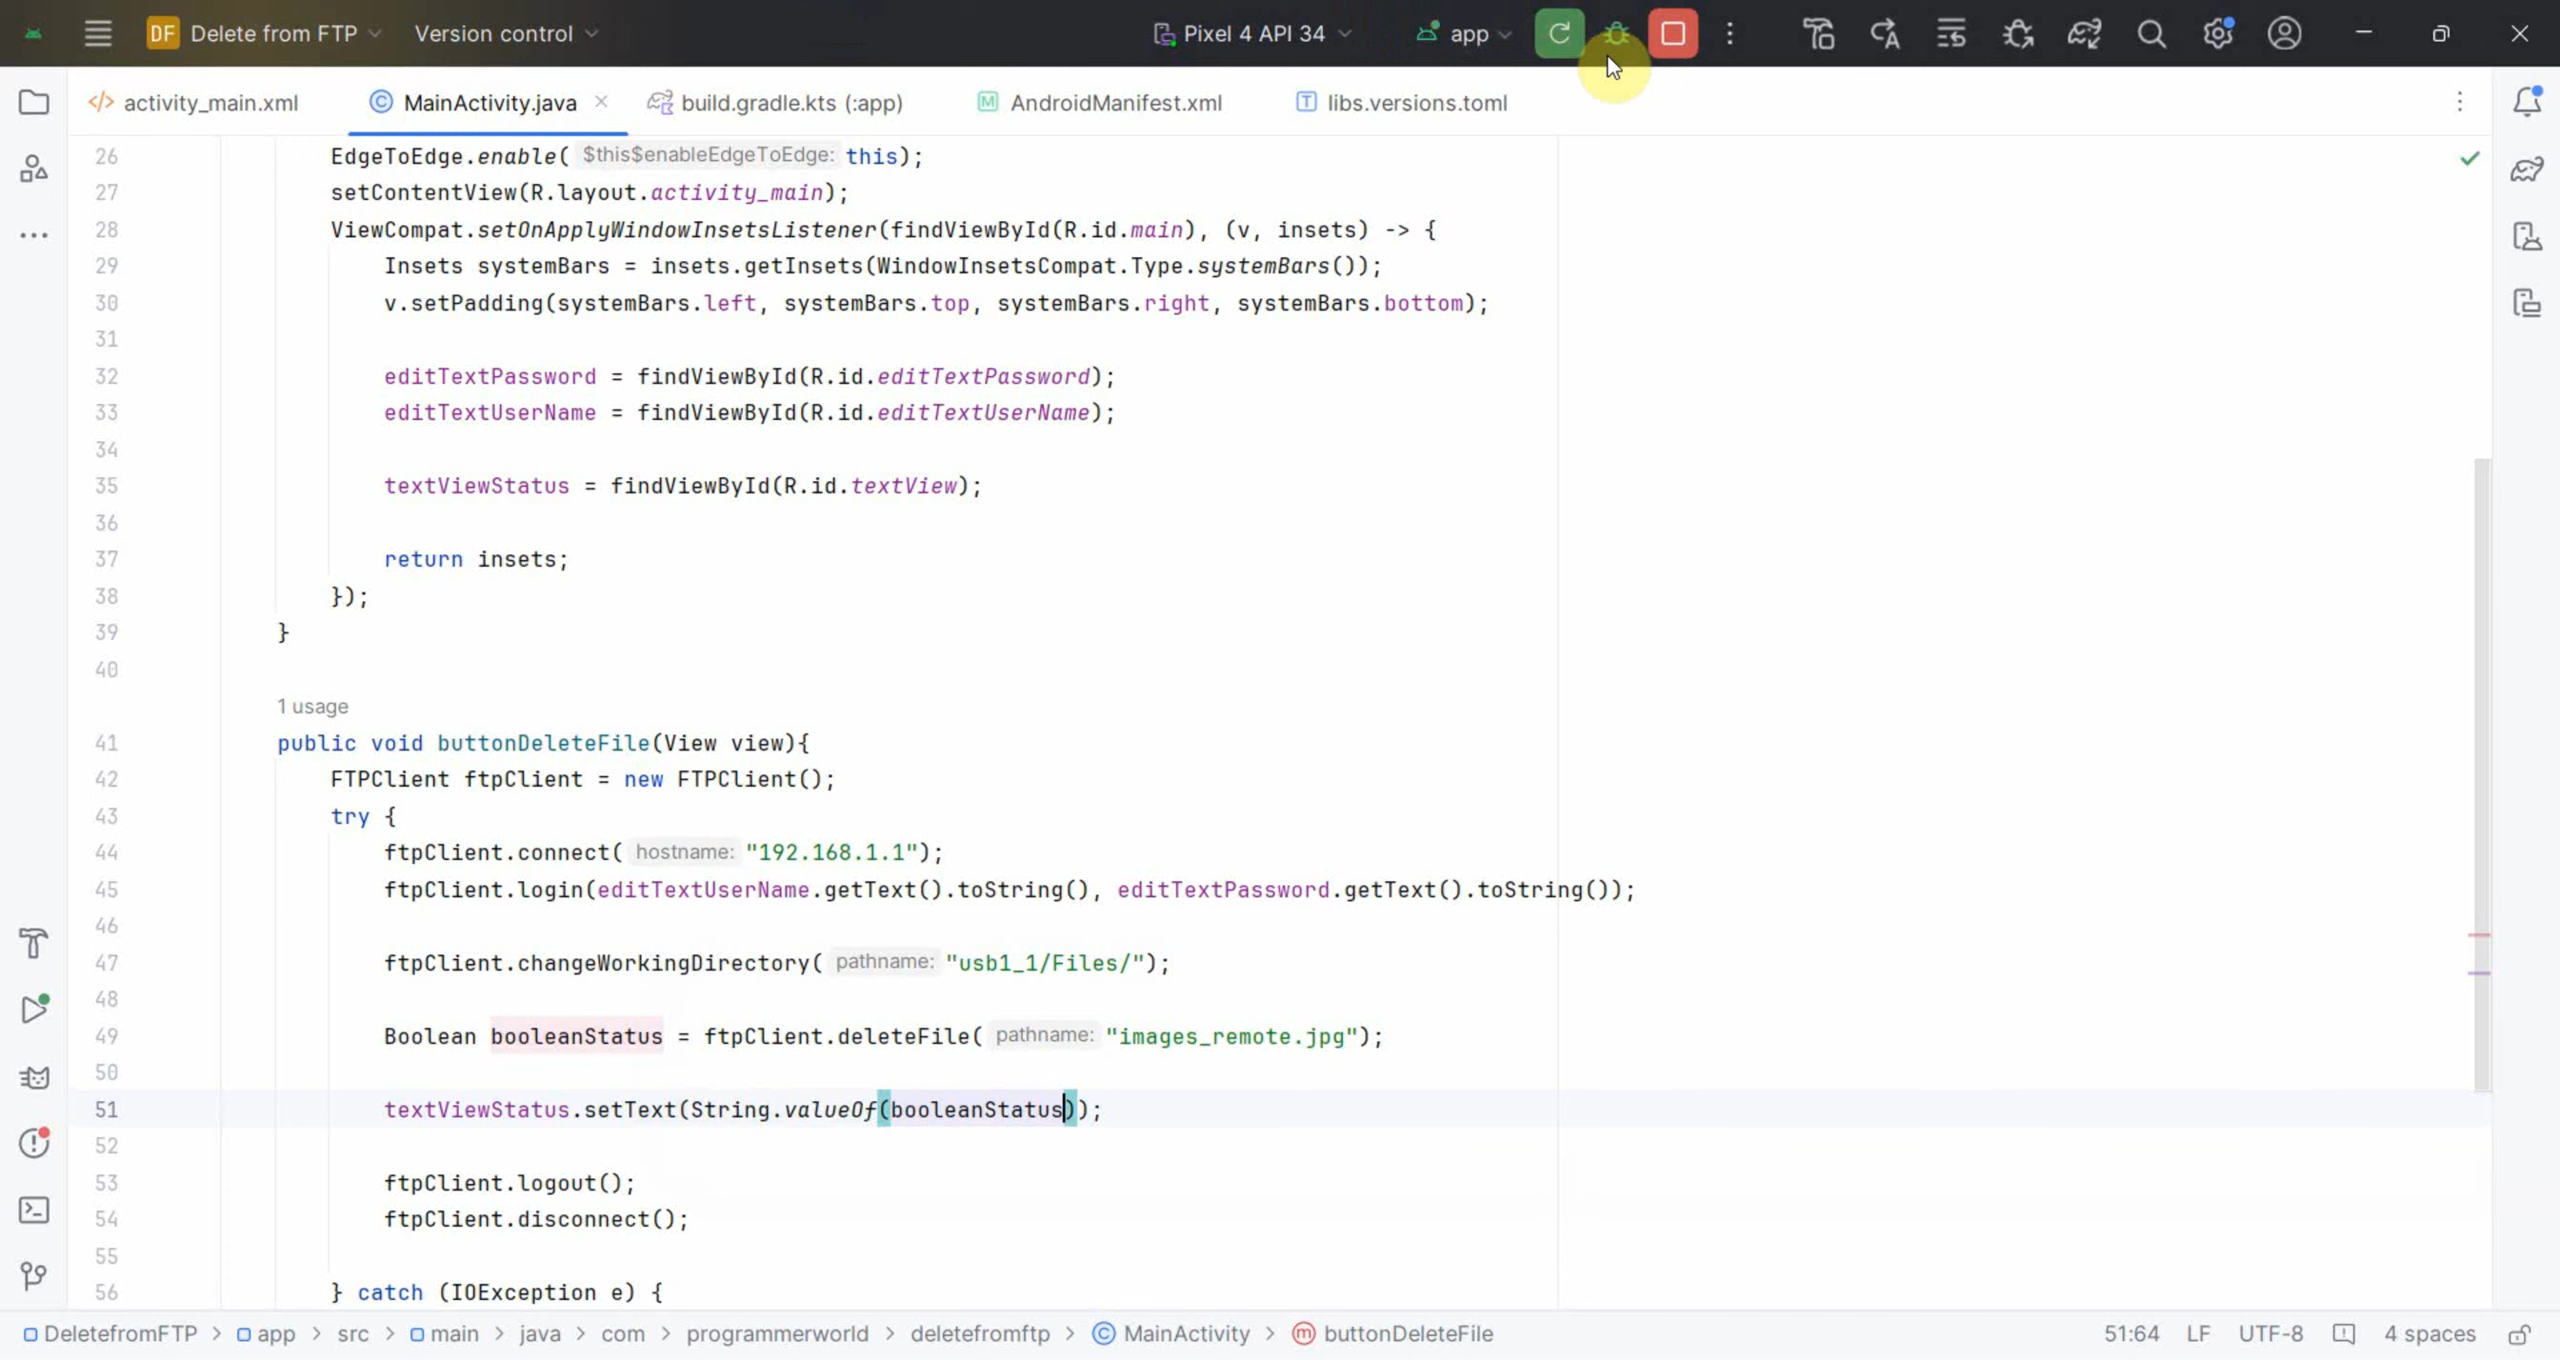 DF Delete from FTP Version control Pixel 4 API 34 app
activity_main.xml MainActivity.java build.gradle.kts (:app) AndroidManifest.xml libs.versions.toml
26 EdgeToEdge.enable( $this$enableEdgeToEdge: this);
27 setContentView(R.layout.activity_main);
28 ViewCompat.setOnApplyWindowInsetsListener(findViewById(R.id.main), (v, insets) -> {
29 Insets systemBars = insets.getInsets(WindowInsetsCompat.Type.systemBars());
30 v.setPadding(systemBars.left, systemBars.top, systemBars.right, systemBars.bottom);
31
32 editTextPassword = findViewById(R.id.editTextPassword);
33 editTextUserName = findViewById(R.id.editTextUserName);
34
35 textViewStatus = findViewById(R.id.textView);
36
37 return insets;
38 });
39 }
40
1 usage
41 public void buttonDeleteFile(View view){
42 FTPClient ftpClient = new FTPClient();
43 try {
44 ftpClient.connect( hostname: "192.168.1.1");
45 ftpClient.login(editTextUserName.getText().toString(), editTextPassword.getText().toString());
46
47 ftpClient.changeWorkingDirectory( pathname: "usb1_1/Files/");
48
49 Boolean booleanStatus = ftpClient.deleteFile( pathname: "images_remote.jpg");
50
51 textViewStatus.setText(String.valueOf(booleanStatus));
52
53 ftpClient.logout();
54 ftpClient.disconnect();
55
56 } catch (IOException e) {
DeletefromFTP > app > src > main > java > com > programmerworld > deletefromftp > MainActivity > buttonDeleteFile 51:64 LF UTF-8 4 spaces